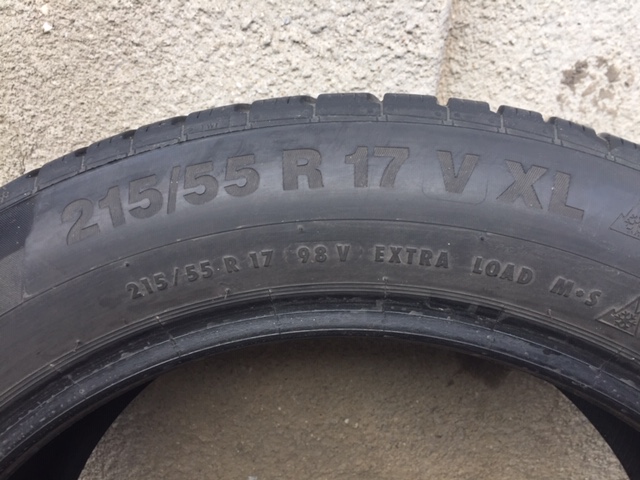 215/55 R 17 V XL
215/55 R 17 98 V EXTRA LOAD M•S